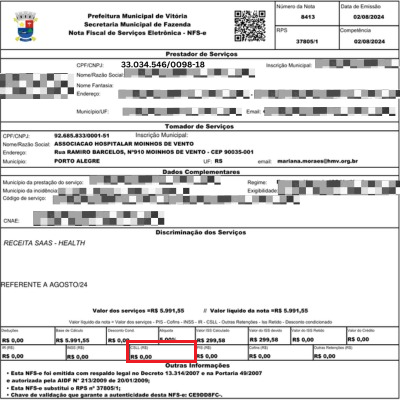 Prefeitura Municipal de Vitória
Secretaria Municipal de Fazenda
Nota Fiscal de Serviços Eletrônica - NFS-e
Número da Nota
8413
Data de Emissão
02/08/2024
RPS
37805/1
Competência
02/08/2024
Prestador de Serviços
CPF/CNPJ: 33.034.546/0098-18 Inscrição Municipal:
Nome/Razão Social:
Nome Fantasia:
Endereço:
Município/UF: Email:
Tomador de Serviços
CPF/CNPJ: 92.685.833/0001-51 Inscrição Municipal:
Nome/Razão Social: ASSOCIACAO HOSPITALAR MOINHOS DE VENTO
Endereço: Rua RAMIRO BARCELOS, Nº910 MOINHOS DE VENTO - CEP 90035-001
Município: PORTO ALEGRE UF: RS email: mariana.moraes@hmv.org.br
Dados Complementares
Município da prestação do serviço Regime:
Município da incidência Exigibilidade:
Código de serviço:
CNAE:
Discriminação dos Serviços
RECEITA SAAS - HEALTH
REFERENTE A AGOSTO/24
Valor dos serviços =R$ 5.991,55 // Valor líquido da nota = R$ 5.991,55
Valor líquido da nota = Valor dos serviços - PIS - Cofins - INSS - IR - CSLL - Outras Retenções - Iss Retido - Desconto condicionado
Deduções Base de Cálculo Desconto Cond. Alíquota Valor ISS Calculado Valor do ISS devido Valor do ISS Retido Valor do Crédito
R$ 0,00 R$ 5.991,55 R$ 0,00 5,00% R$ 299,58 R$ 299,58 R$ 0,00 R$ 0,00
IR (R$) INSS (R$) CSLL (R$) PIS (R$) Cofins (R$) Outras Retenções (R$)
R$ 0,00 R$ 0,00 R$ 0,00 R$ 0,00 R$ 0,00 R$ 0,00
Outras Informações
• Esta NFS-e foi emitida com respaldo legal no Decreto 13.314/2007 e na Portaria 49/2007
e autorizada pela AIDF Nº 213/2009 de 20/01/2009;
• Esta NFS-e substitui o RPS nº 37805/1;
• Chave de validação que garante a autenticidade desta NFS-e: CE9DD8FC-.